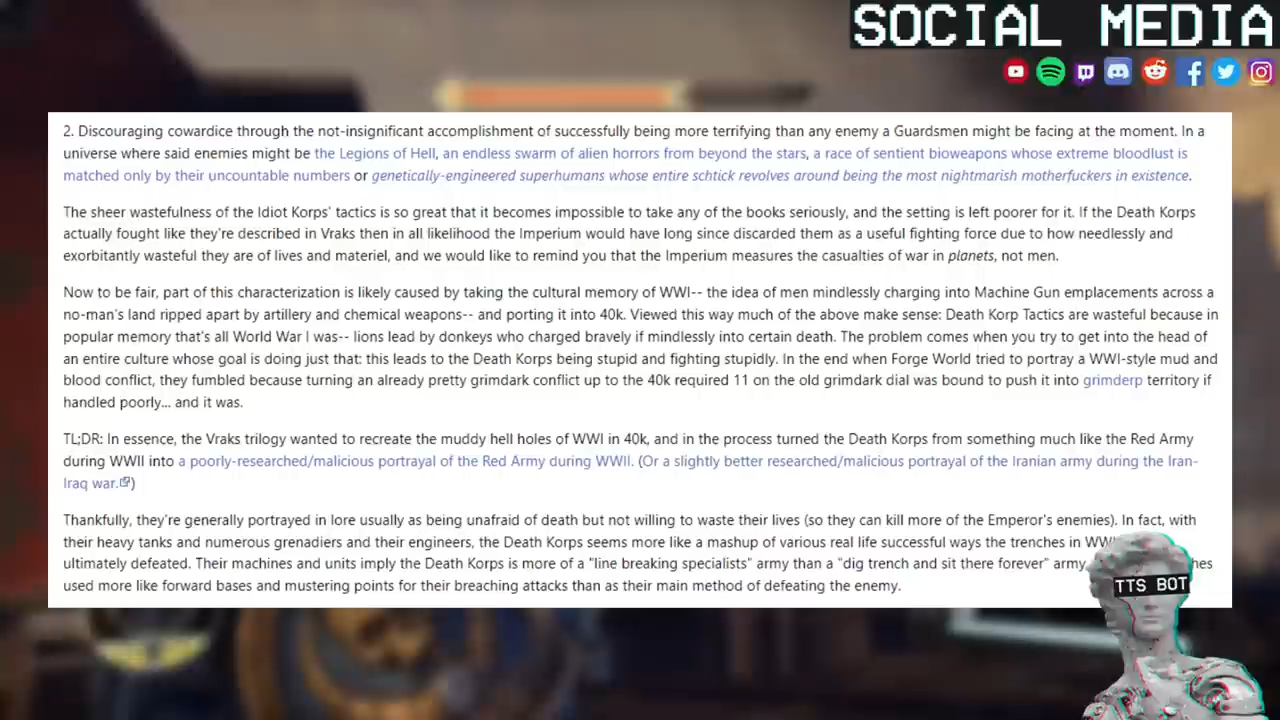 SOCIAL MEDIA
2. Discouraging cowardice through the not-insignificant accomplishment of successfully being more terrifying than any enemy a Guardsmen might be facing at the moment. In a
universe where said enemies might be the Legions of Hell, an endless swarm of alien horrors from beyond the stars, a race of sentient bioweapons whose extreme bloodlust is
matched only by their uncountable numbers or genetically-engineered superhumans whose entire schtick revolves around being the most nightmarish motherfuckers in existence.
The sheer wastefulness of the Idiot Korps' tactics is so great that it becomes impossible to take any of the books seriously, and the setting is left poorer for it. If the Death Korps
actually fought like they're described in Vraks then in all likelihood the Imperium would have long since discarded them as a useful fighting force due to how needlessly and
exorbitantly wasteful they are of lives and materiel, and we would like to remind you that the Imperium measures the casualties of war in planets, not men.
Now to be fair, part of this characterization is likely caused by taking the cultural memory of WWI-- the idea of men mindlessly charging into Machine Gun emplacements across a
no-man's land ripped apart by artillery and chemical weapons-- and porting it into 40k. Viewed this way much of the above make sense: Death Korp Tactics are wasteful because in
popular memory that's all World War I was-- lions lead by donkeys who charged bravely if mindlessly into certain death. The problem comes when you try to get into the head of
an entire culture whose goal is doing just that: this leads to the Death Korps being stupid and fighting stupidly. In the end when Forge World tried to portray a WWI-style mud and
blood conflict, they fumbled because turning an already pretty grimdark conflict up to the 40k required 11 on the old grimdark dial was bound to push it into grimderp territory if
handled poorly... and it was.
TL;DR: In essence, the Vraks trilogy wanted to recreate the muddy hell holes of WWI in 40k, and in the process turned the Death Korps from something much like the Red Army
during WWII into a poorly-researched/malicious portrayal of the Red Army during WWII. (Or a slightly better researched/malicious portrayal of the Iranian army during the Iran-
Iraq war.)
Thankfully, they're generally portrayed in lore usually as being unafraid of death but not willing to waste their lives (so they can kill more of the Emperor's enemies). In fact, with
their heavy tanks and numerous grenadiers and their engineers, the Death Korps seems more like a mashup of various real life successful ways the trenches in
ultimately defeated. Their machines and units imply the Death Korps is more of a "line breaking specialists" army than a "dig trench and sit there forever" army
used more like forward bases and mustering points for their breaching attacks than as their main method of defeating the enemy.
TTS BOT